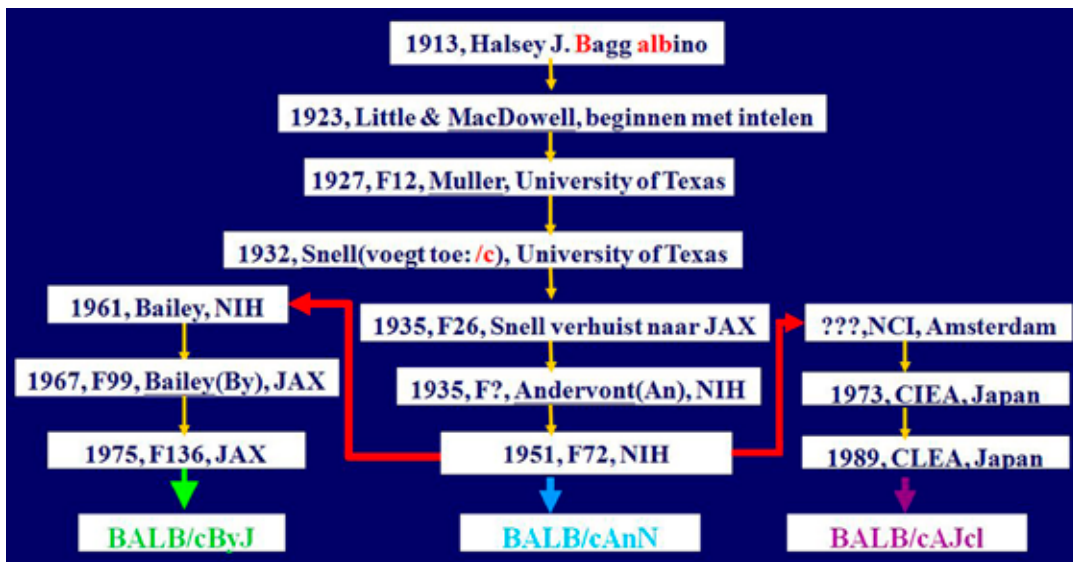 1913, Halsey J. Bagg albino
1923, Little & MacDowell, beginnen met intelen
1927, F12, Muller, University of Texas
1932, Snell(voegt toe: /c), University of Texas
1961, Bailey, NIH
1935, F26, Snell verhuist naar JAX
???,NCI, Amsterdam
1967, F99, Bailey(By), JAX
1935, F?, Andervont(An), NIH
1973, CIEA, Japan
1975, F136, JAX
1951, F72, NIH
1989, CLEA, Japan
BALB/cByJ
BALB/cAnN
BALB/cAJcl